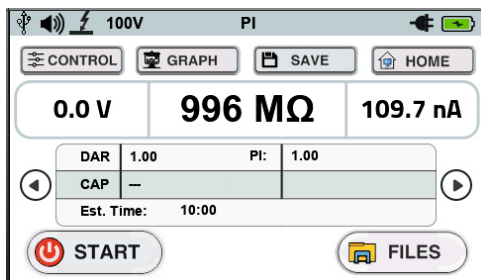 100V PI
CONTROL GRAPH SAVE HOME
0.0 V 996 MΩ 109.7 nA
DAR 1.00 PI: 1.00
CAP ---
Est. Time: 10:00
START FILES